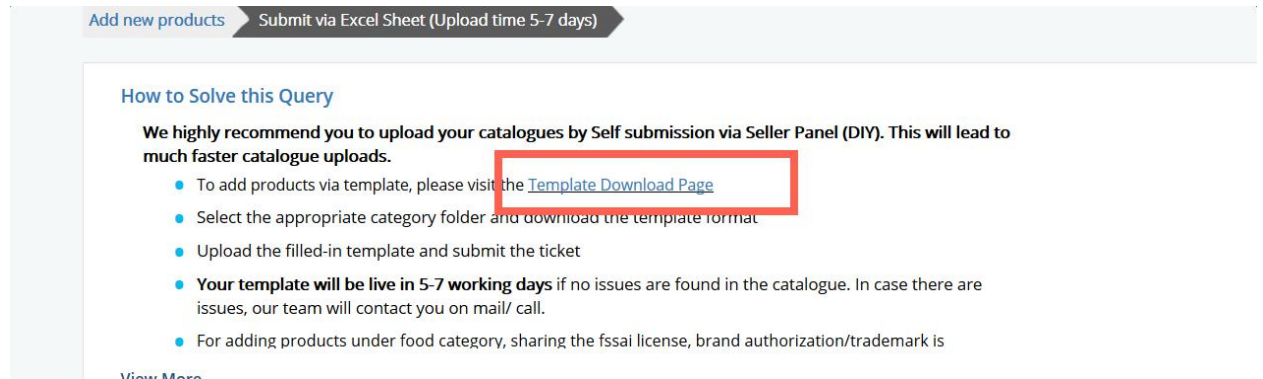 Add new products Submit via Excel Sheet (Upload time 5-7 days)
How to Solve this Query
We highly recommend you to upload your catalogues by Self submission via Seller Panel (DIY). This will lead to
much faster catalogue uploads.
To add products via template, please visit the Template Download Page
Select the appropriate category folder and download the template format
Upload the filled-in template and submit the ticket
Your template will be live in 5-7 working days if no issues are found in the catalogue. In case there are
issues, our team will contact you on mail/ call.
For adding products under food category, sharing the fssai license, brand authorization/trademark is
View More